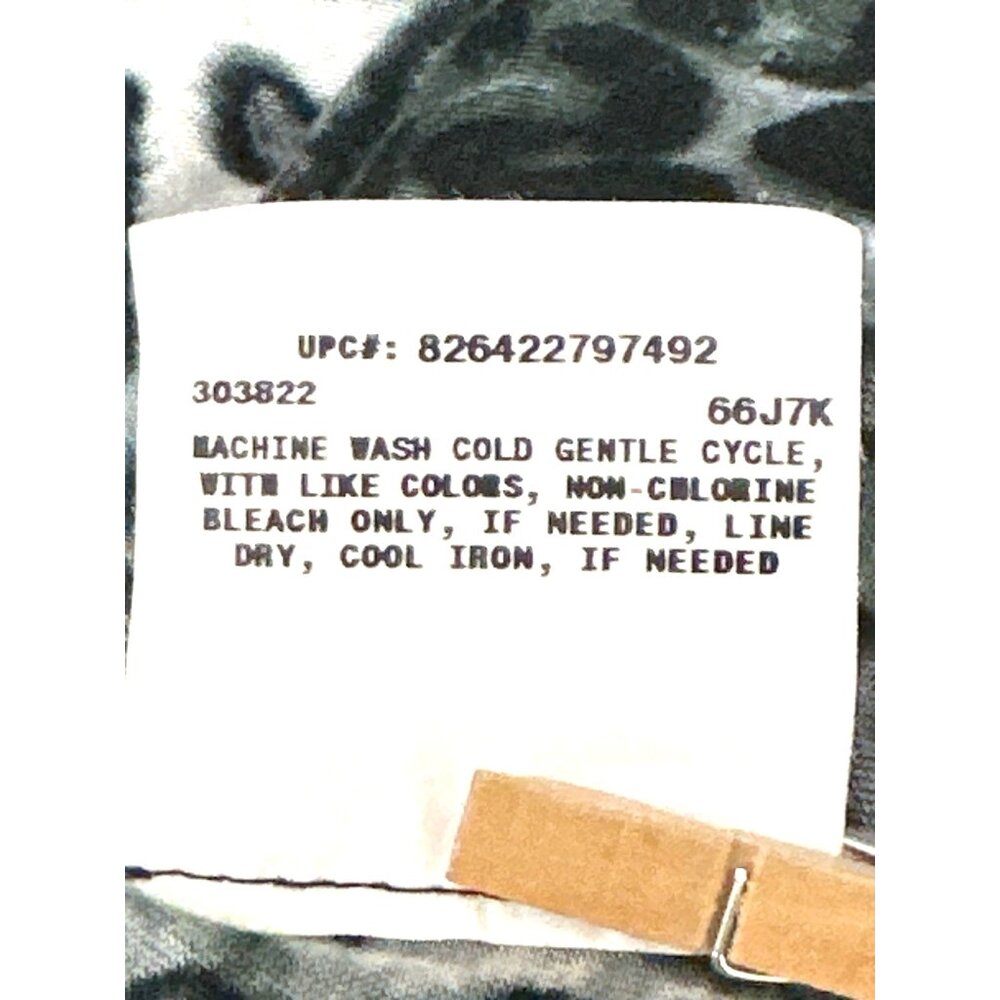 UPC#: 826422797492
303822
66J7K
MACHINE WASH COLD GENTLE CYCLE,
WITH LIKE COLORS, NON-CHLORINE
BLEACH ONLY, IF NEEDED, LINE
DRY, COOL IRON, IF NEEDED